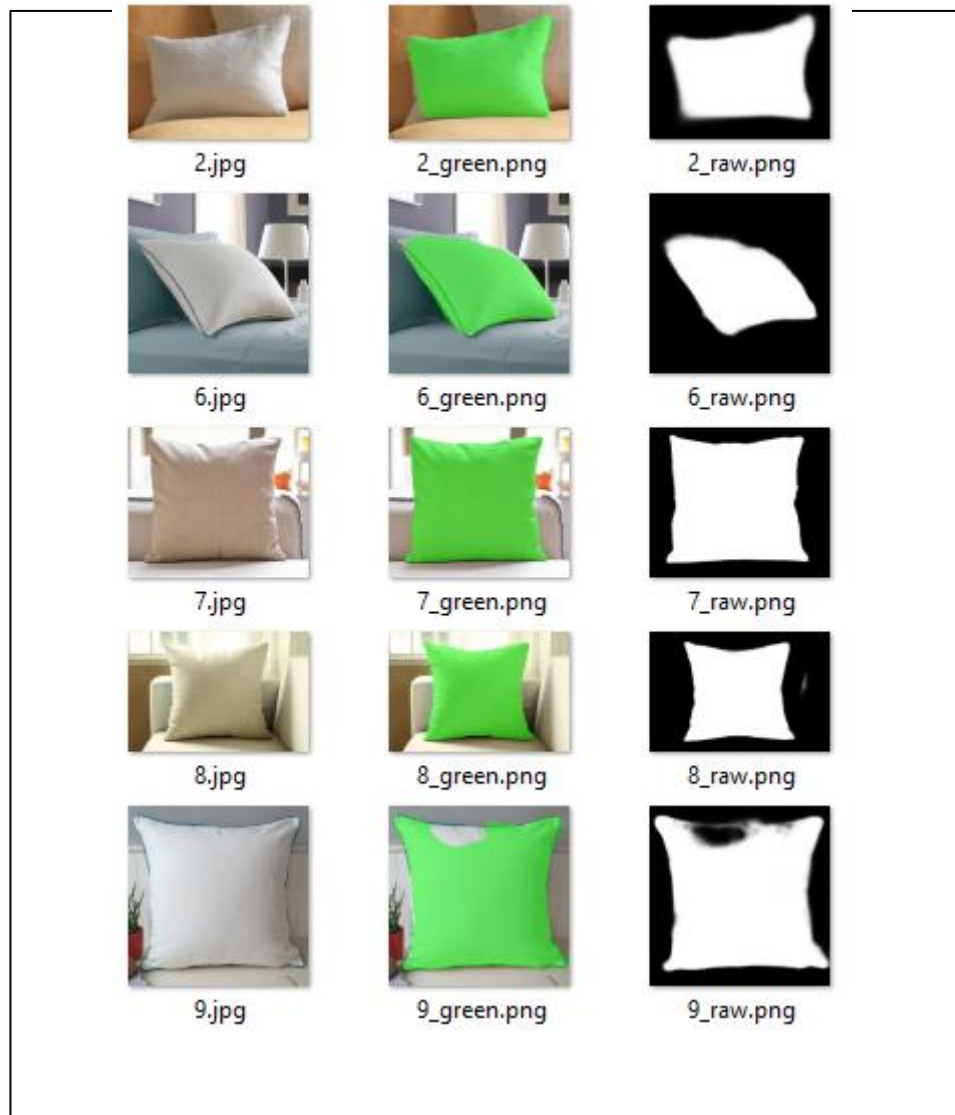 2.jpg 2_green.png 2_raw.png
6.jpg 6_green.png 6_raw.png
7.jpg 7_green.png 7_raw.png
8.jpg 8_green.png 8_raw.png
9.jpg 9_green.png 9_raw.png